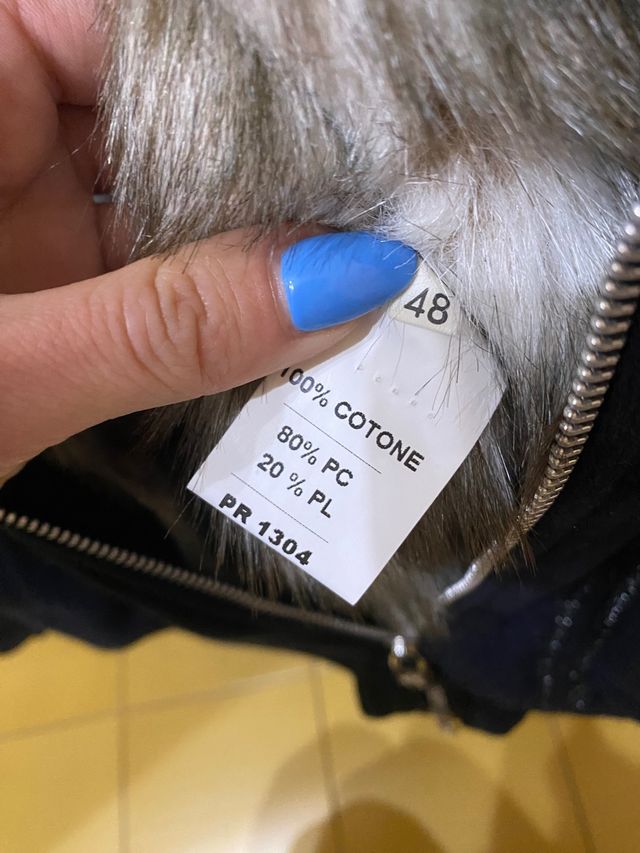 48
100% COTONE
80% PC
20 % PL
PR 1304